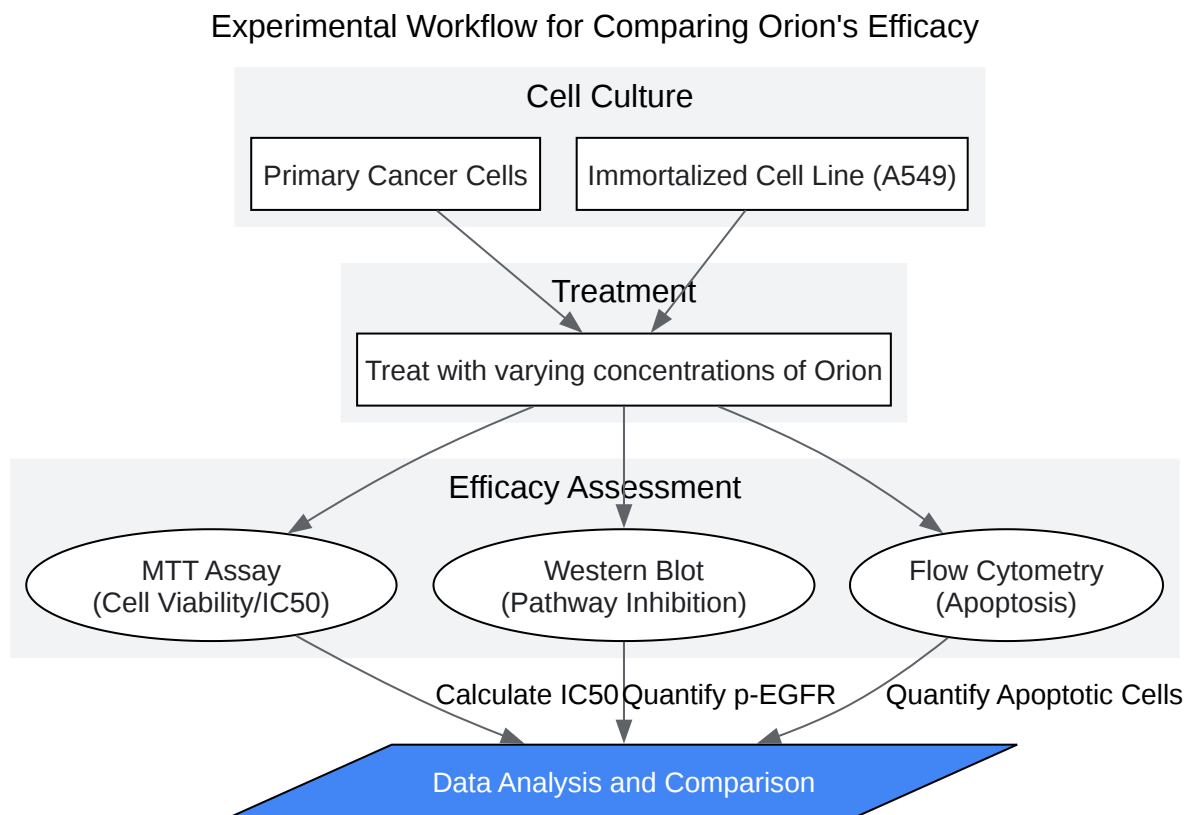 Experimental Workflow for Comparing Orion's Efficacy
Cell Culture
Primary Cancer Cells
Immortalized Cell Line (A549)
Treatment
Treat with varying concentrations of Orion
Efficacy Assessment
MTT Assay
(Cell Viability/IC50)
Western Blot
(Pathway Inhibition)
Flow Cytometry
(Apoptosis)
Calculate IC50
Quantify p-EGFR
Quantify Apoptotic Cells
Data Analysis and Comparison